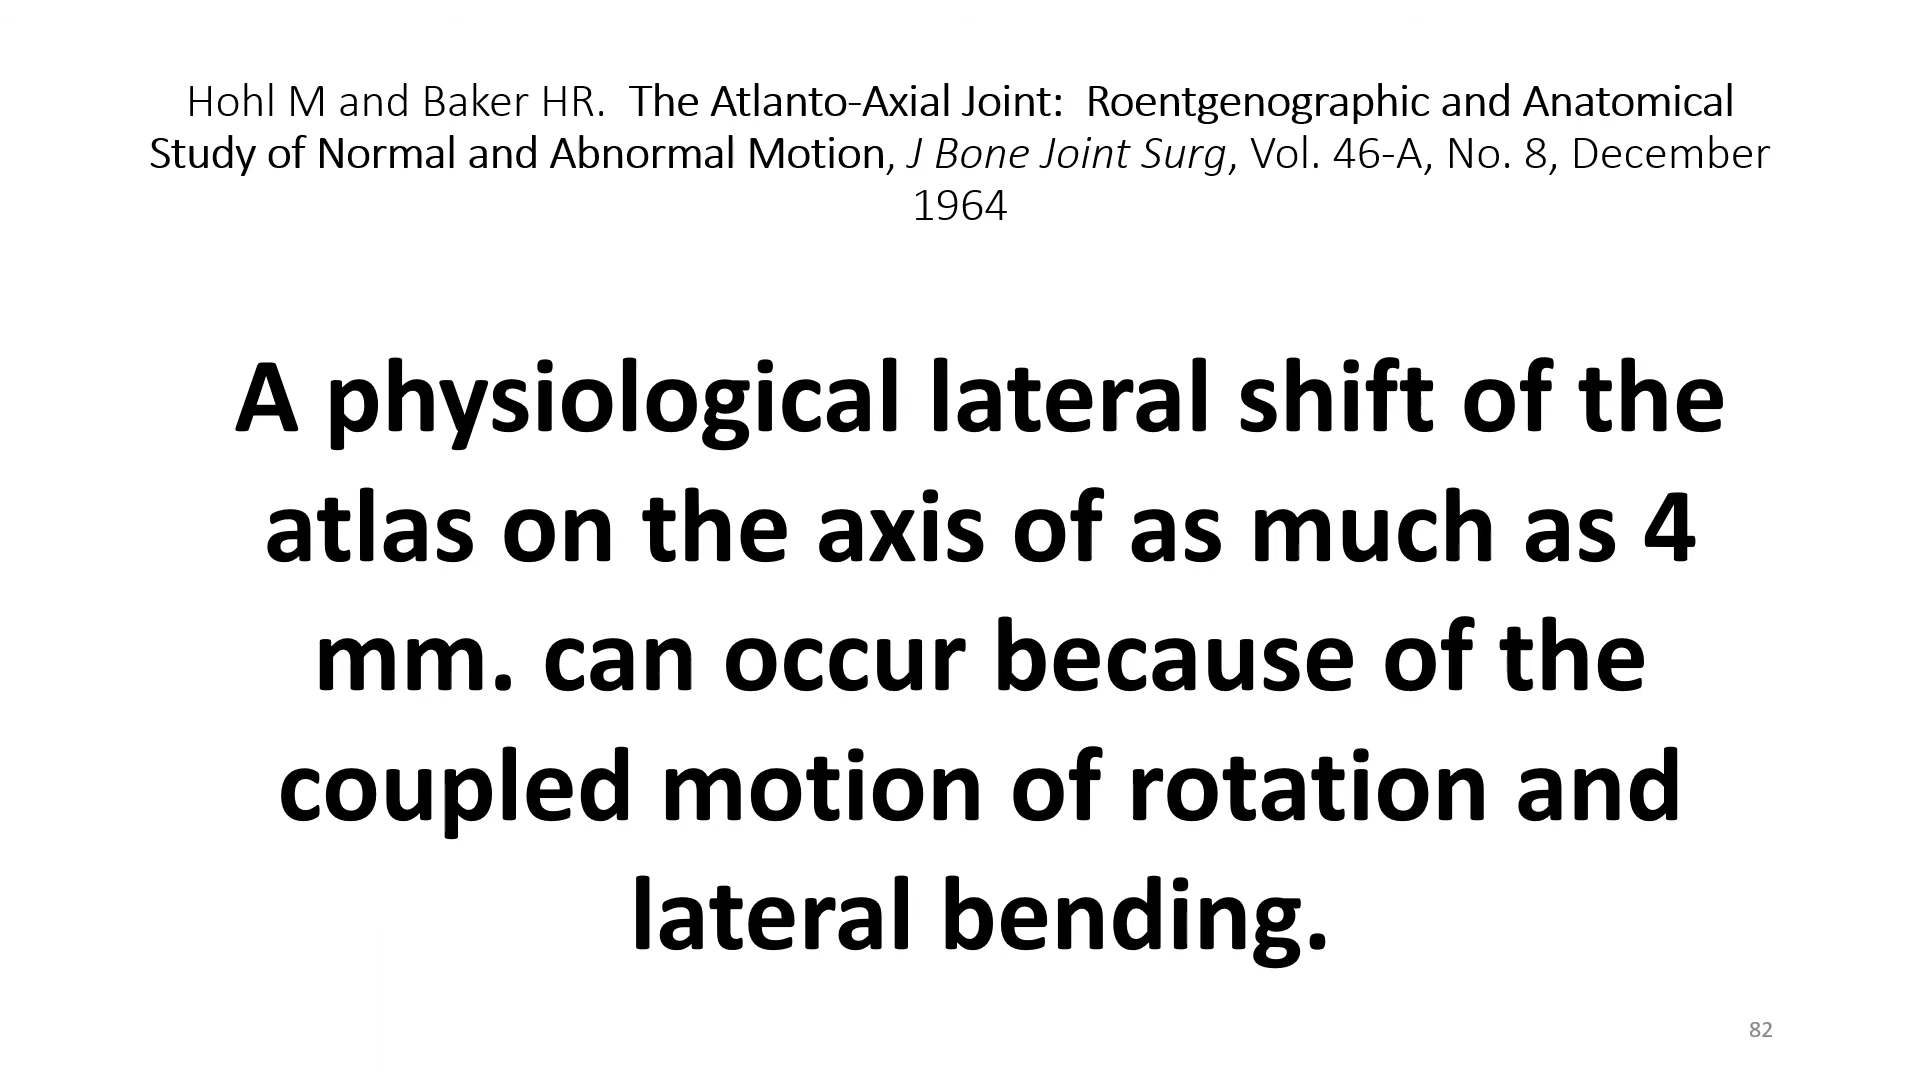 Hohl M and Baker HR.  The Atlanto-Axial Joint:  Roentgenographic and Anatomical
Study of Normal and Abnormal Motion, J Bone Joint Surg, Vol. 46-A, No. 8, December
1964
A physiological lateral shift of the
atlas on the axis of as much as 4
mm. can occur because of the
coupled motion of rotation and
lateral bending.
82